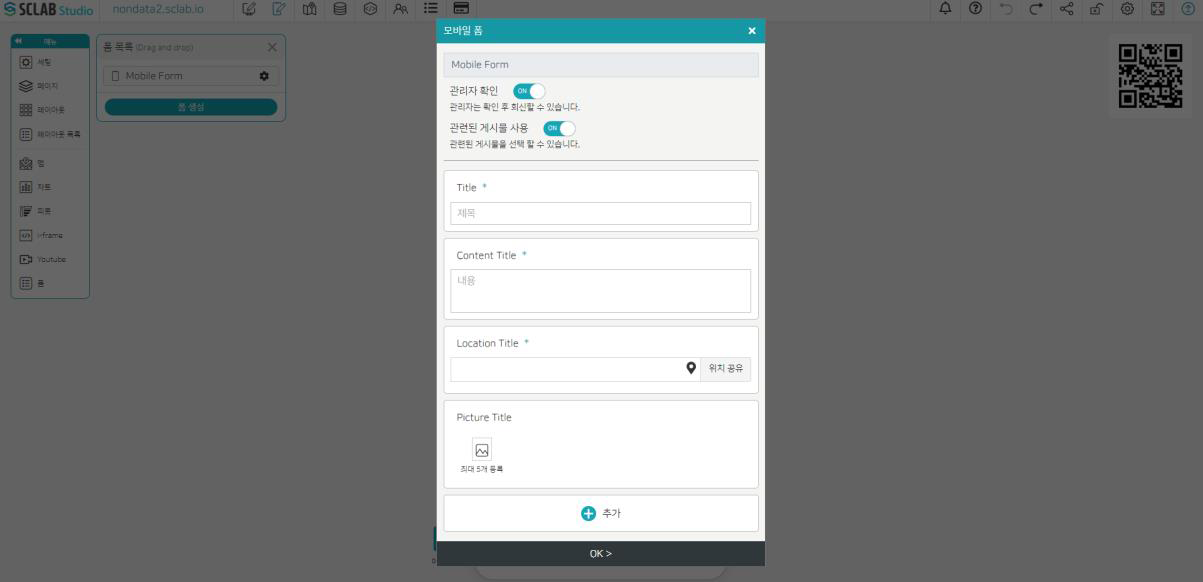 SCLAB Studio
nondata2.sclab.io
메뉴
세팅
페이지
레이아웃
레이아웃 목록
맵
차트
피봇
i-frame
Youtube
폼
폼 목록 (Drag and drop)
Mobile Form
폼 생성
모바일 폼
Mobile Form
관리자 확인 ON
관리자는 확인 후 회신할 수 있습니다.
관련된 게시물 사용 ON
관련된 게시물을 선택 할 수 있습니다.
Title *
제목
Content Title *
내용
Location Title *
위치 공유
Picture Title
최대 5개 등록
추가
OK >